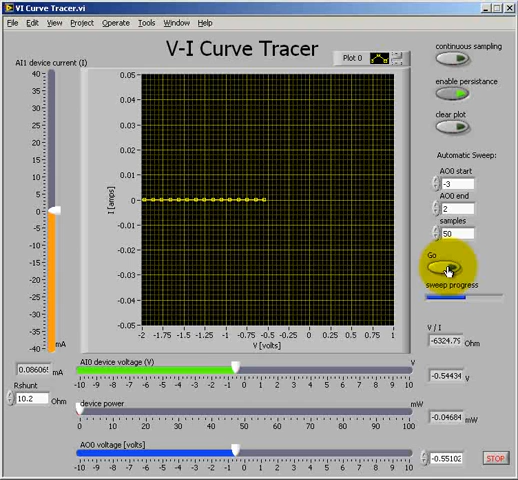 VI Curve Tracer.vi
File Edit View Project Operate Tools Window Help
V-I Curve Tracer
Plot 0
AI1 device current (I)
40
35
30
25
20
15
10
5
0
-5
-10
-15
-20
-25
-30
-35
-40
mA
0.08606
mA
Rshunt
10.2
Ohm
I [amps]
0.05
0.04
0.03
0.02
0.01
0
-0.01
-0.02
-0.03
-0.04
-0.05
-2 -1.75 -1.5 -1.25 -1 -0.75 -0.5 -0.25 0 0.25 0.5 0.75 1
V [volts]
continuous sampling
enable persistance
clear plot
Automatic Sweep:
AO0 start
-3
AO0 end
2
samples
50
Go
sweep progress
V / I
-6324.79
Ohm
AI0 device voltage (V)
V
-10 -9 -8 -7 -6 -5 -4 -3 -2 -1 0 1 2 3 4 5 6 7 8 9 10
-0.54434
V
device power
mW
0 10 20 30 40 50 60 70 80 90 100
-0.04684
mW
AO0 voltage [volts]
-10 -9 -8 -7 -6 -5 -4 -3 -2 -1 0 1 2 3 4 5 6 7 8 9 10
-0.55102
STOP